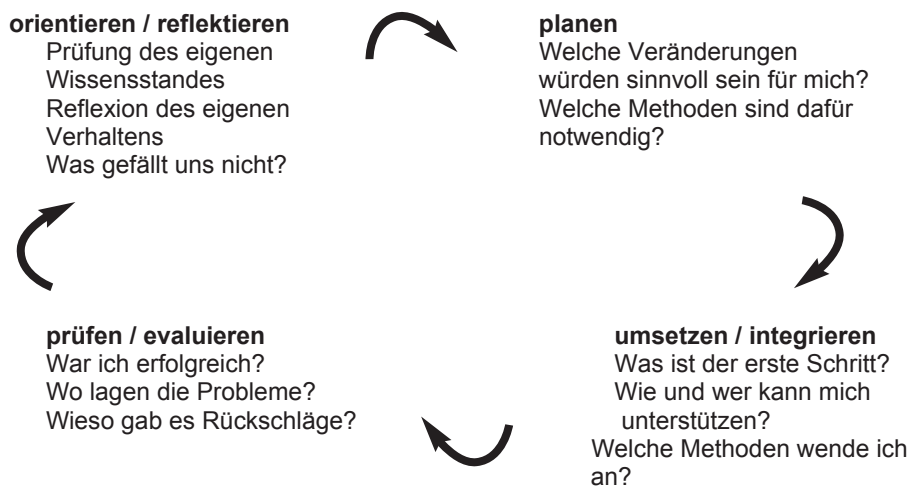 orientieren / reflektieren
Prüfung des eigenen
Wissensstandes
Reflexion des eigenen
Verhaltens
Was gefällt uns nicht?
planen
Welche Veränderungen
würden sinnvoll sein für mich?
Welche Methoden sind dafür
notwendig?
umsetzen / integrieren
Was ist der erste Schritt?
Wie und wer kann mich
unterstützen?
Welche Methoden wende ich
an?
prüfen / evaluieren
War ich erfolgreich?
Wo lagen die Probleme?
Wieso gab es Rückschläge?